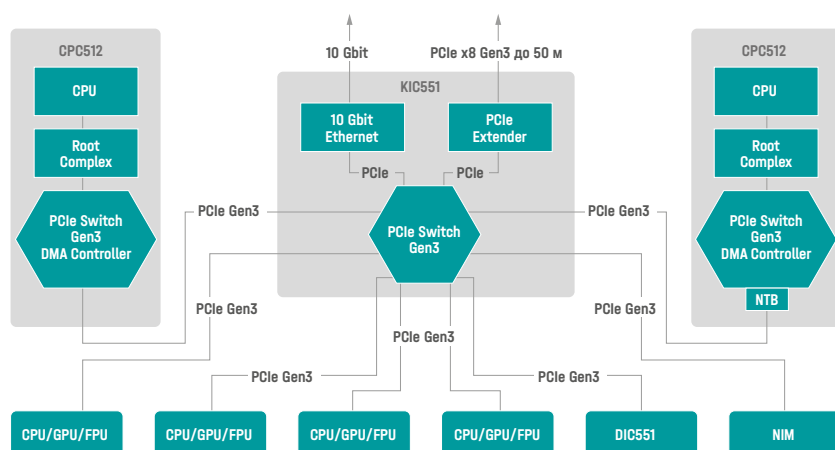 10 Gbit
PCIe x8 Gen3 до 50 м
CPC512
KIC551
CPC512
CPU
10 Gbit
Ethernet
PCIe
Extender
CPU
Root
Complex
Root
Complex
PCIe
PCIe
PCIe Switch
Gen3
DMA Controller
PCIe Gen3
PCIe Switch
Gen3
PCIe Gen3
PCIe Switch
Gen3
DMA Controller
NTB
PCIe Gen3
PCIe Gen3
PCIe Gen3
PCIe Gen3
PCIe Gen3
CPU/GPU/FPU
CPU/GPU/FPU
CPU/GPU/FPU
CPU/GPU/FPU
DIC551
NIM